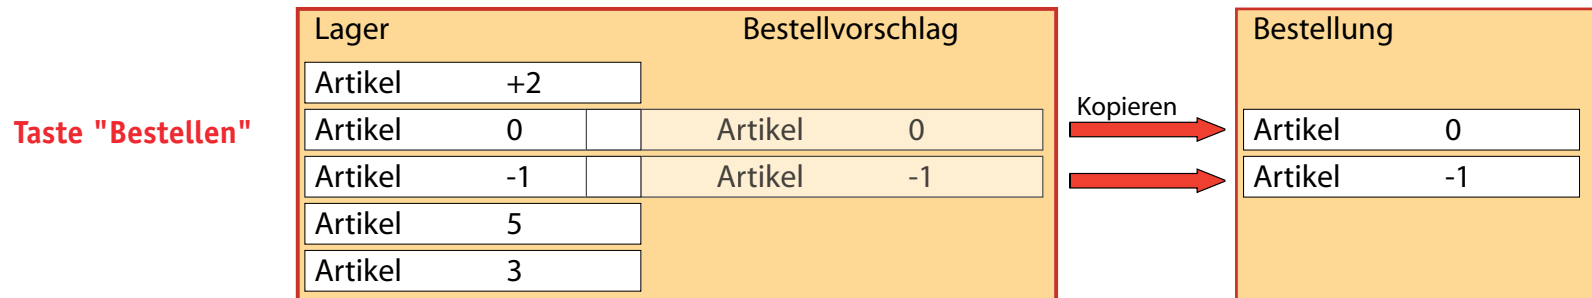 Lager Bestellvorschlag Bestellung
Artikel +2
Kopieren
Taste "Bestellen" Artikel 0 Artikel 0 Artikel 0
Artikel -1 Artikel -1 Artikel -1
Artikel 5
Artikel 3